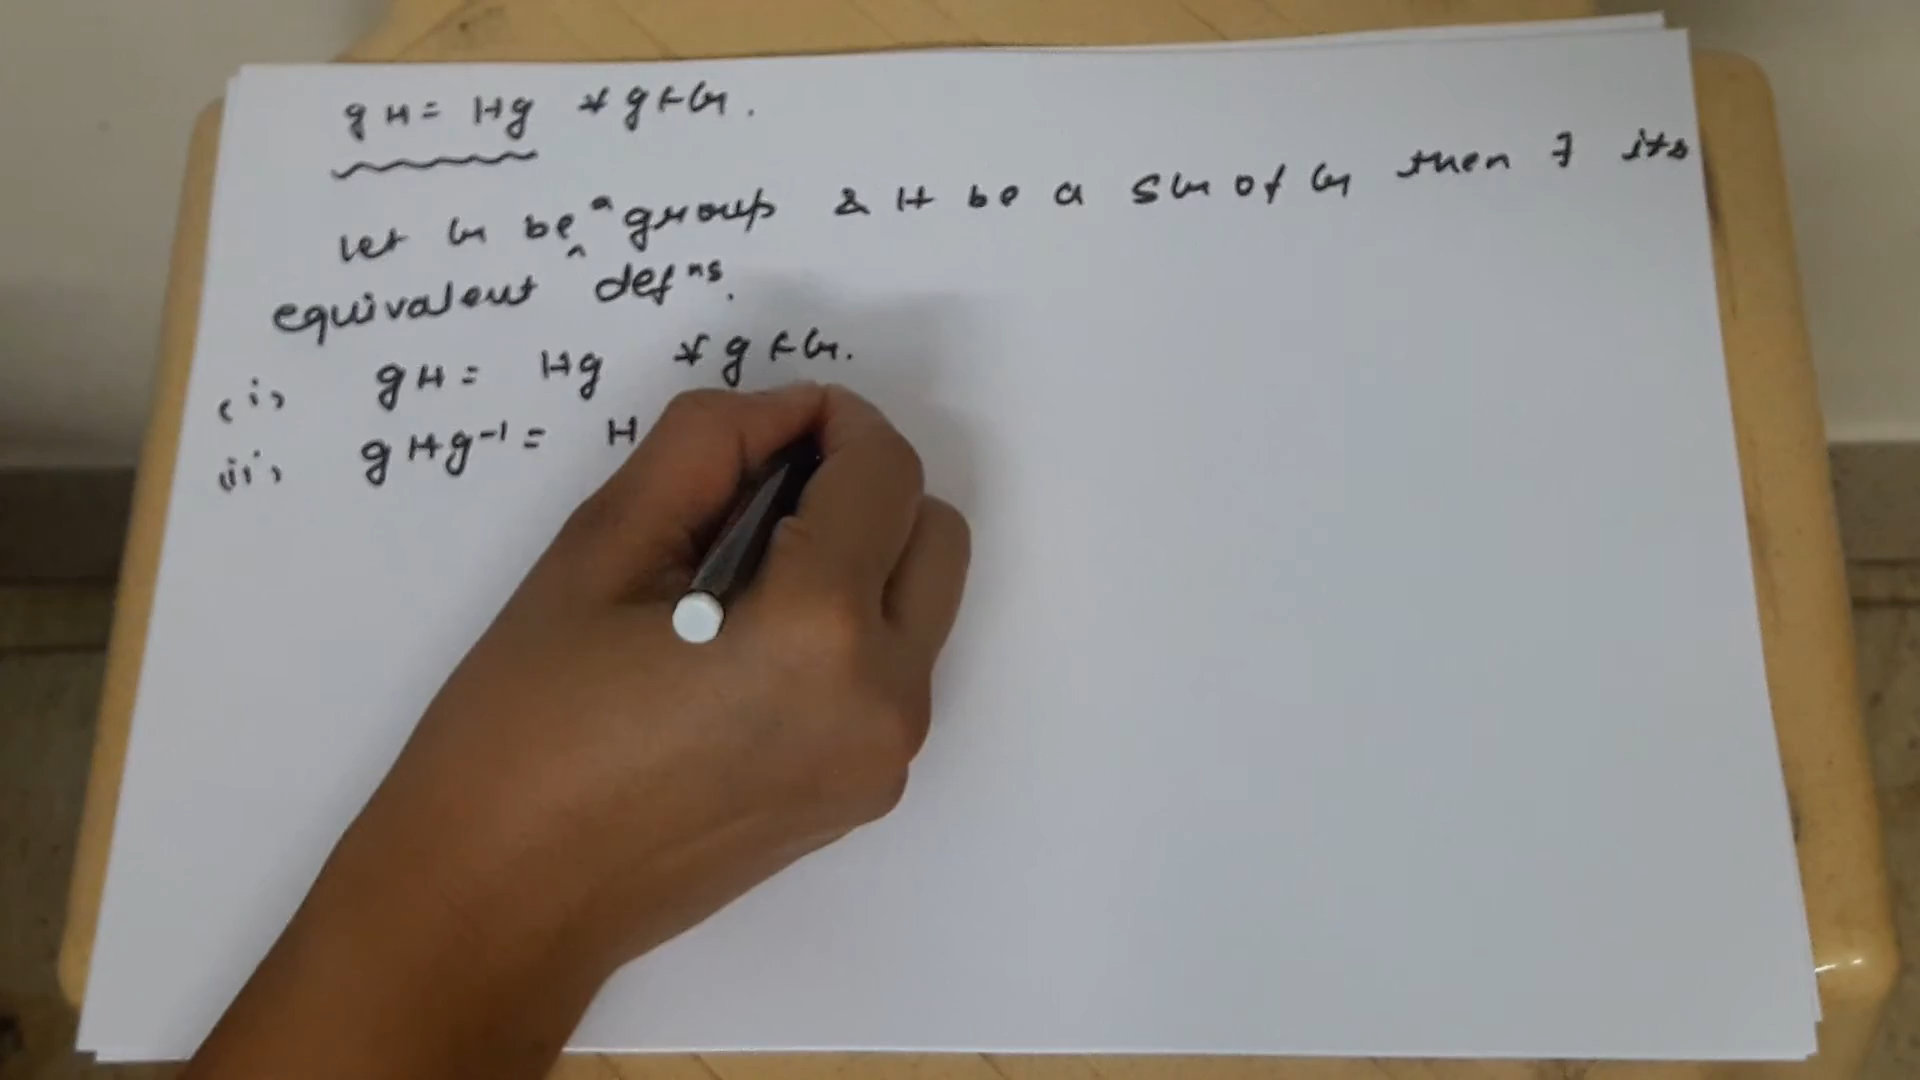 gH = Hg ∀ g ∈ G.
Let G be a group & H be a SG of G then ∃ its
equivalent defⁿs.
(i) gH = Hg ∀ g ∈ G.
(ii) gHg⁻¹ = H